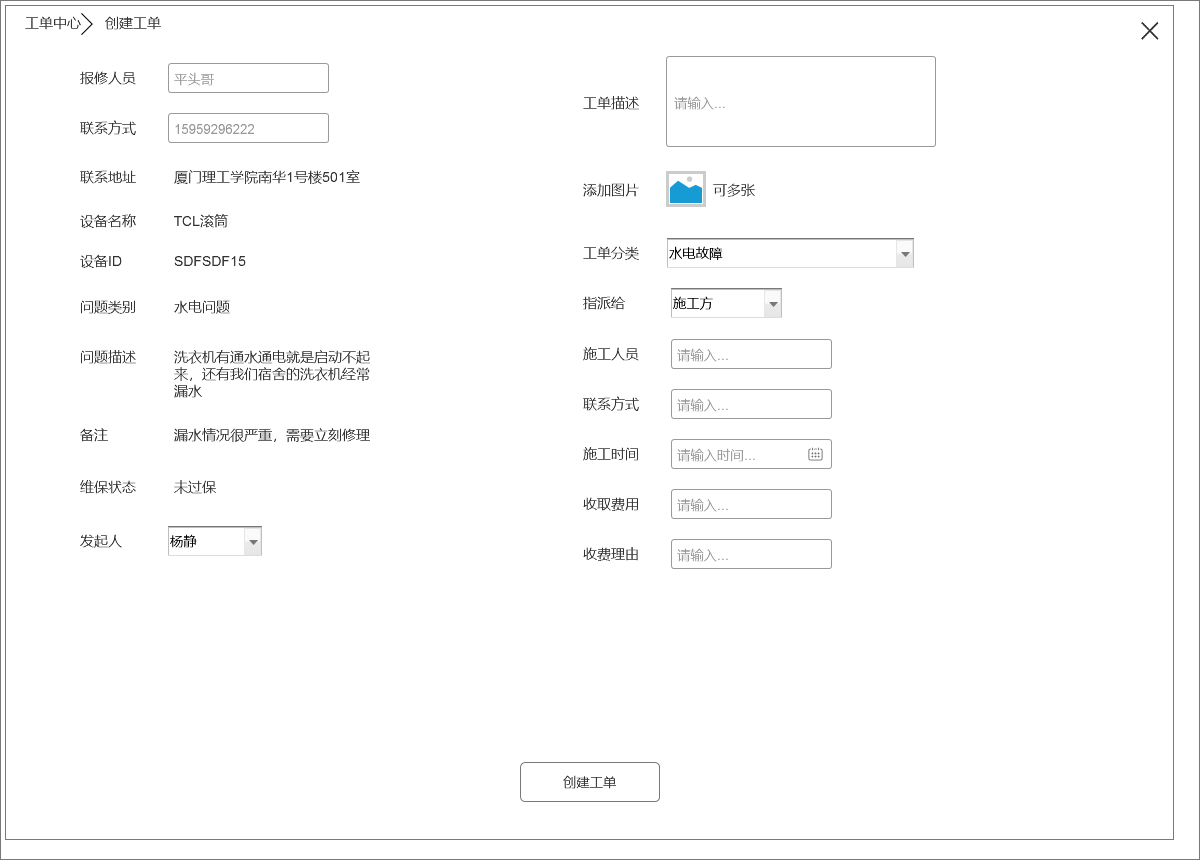 工单中心 创建工单
报修人员 平头哥
联系方式 15959296222
联系地址 厦门理工学院南华1号楼501室
设备名称 TCL滚筒
设备ID SDFSDF15
问题类别 水电问题
问题描述 洗衣机有通水通电就是启动不起
来，还有我们宿舍的洗衣机经常
漏水
备注 漏水情况很严重，需要立刻修理
维保状态 未过保
发起人 杨静
工单描述 请输入...
添加图片 可多张
工单分类 水电故障
指派给 施工方
施工人员 请输入...
联系方式 请输入...
施工时间 请输入时间...
收取费用 请输入...
收费理由 请输入...
创建工单